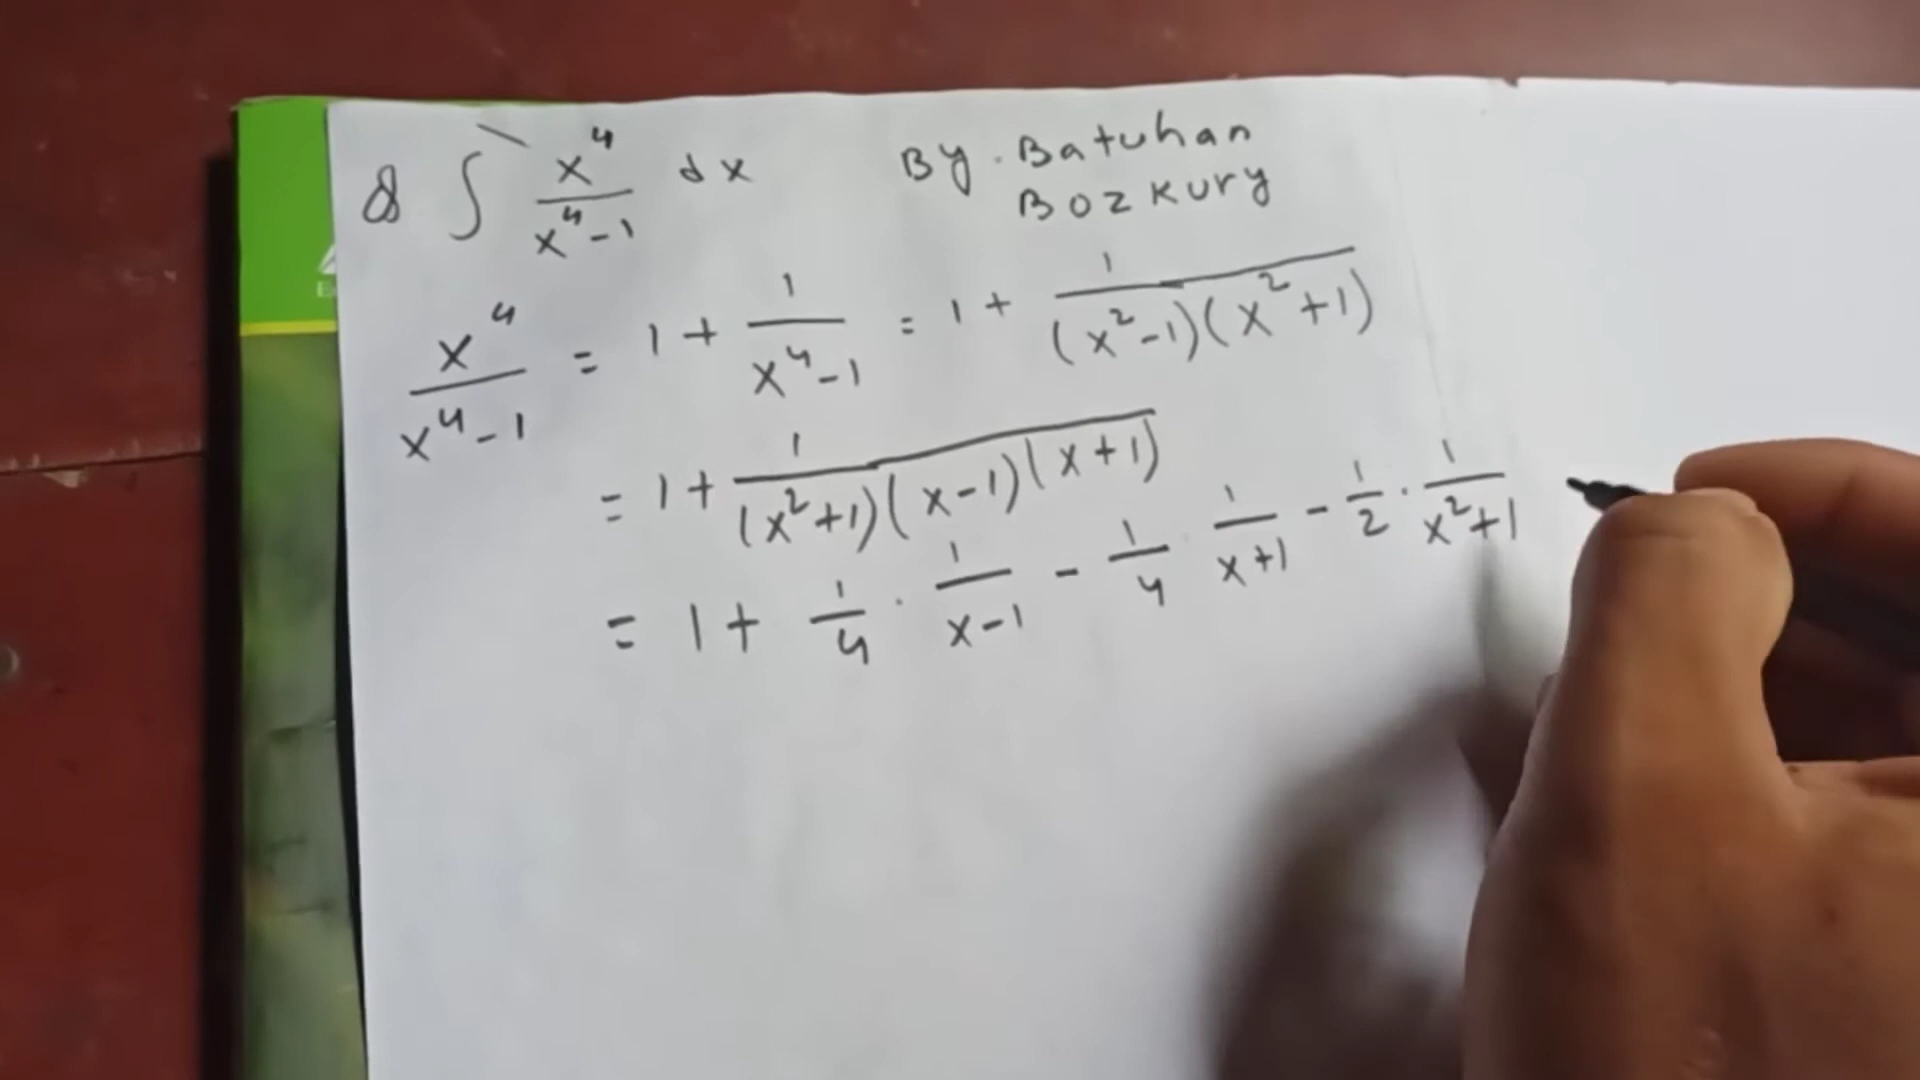 & ∫ x⁴/(x⁴-1) dx By. Batuhan
Bozkury
x⁴/(x⁴-1) = 1 + 1/(x⁴-1) = 1 + 1/((x²-1)(x²+1))
= 1 + 1/((x²+1)(x-1)(x+1))
= 1 + 1/4 · 1/(x-1) - 1/4 · 1/(x+1) - 1/2 · 1/(x²+1)